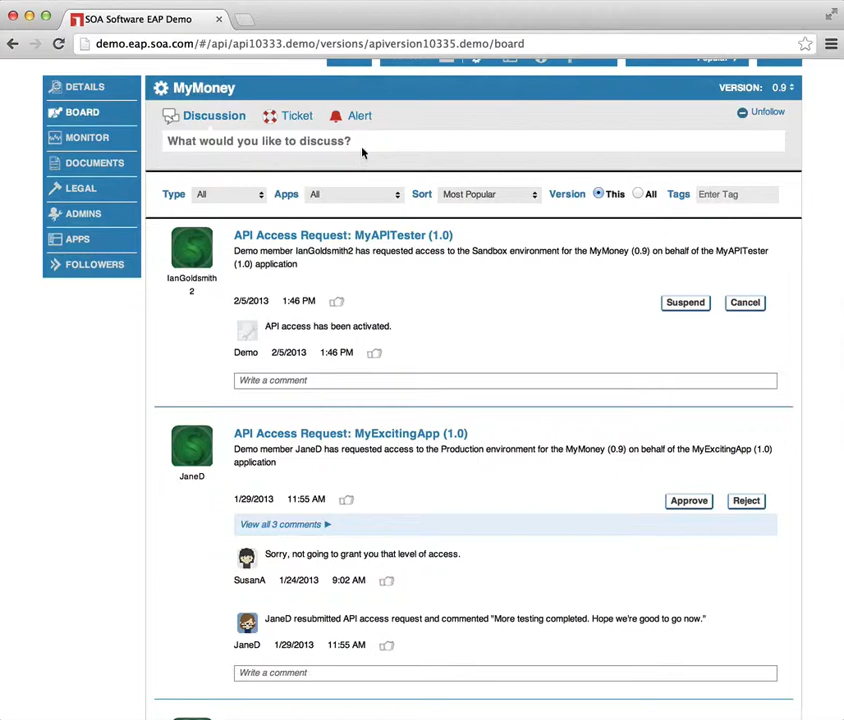 SOA Software EAP Demo
demo.eap.soa.com/#/api/api10333.demo/versions/apiversion10335.demo/board
DETAILS
BOARD
MONITOR
DOCUMENTS
LEGAL
ADMINS
APPS
FOLLOWERS
MyMoney
VERSION: 0.9
Discussion Ticket Alert Unfollow
What would you like to discuss?
Type All Apps All Sort Most Popular Version This All Tags Enter Tag
API Access Request: MyAPITester (1.0)
Demo member IanGoldsmith2 has requested access to the Sandbox environment for the MyMoney (0.9) on behalf of the MyAPITester
(1.0) application
IanGoldsmith
2
2/5/2013 1:46 PM Suspend Cancel
API access has been activated.
Demo 2/5/2013 1:46 PM
Write a comment
API Access Request: MyExcitingApp (1.0)
Demo member JaneD has requested access to the Production environment for the MyMoney (0.9) on behalf of the MyExcitingApp (1.0)
application
JaneD
1/29/2013 11:55 AM Approve Reject
View all 3 comments
Sorry, not going to grant you that level of access.
SusanA 1/24/2013 9:02 AM
JaneD resubmitted API access request and commented "More testing completed. Hope we're good to go now."
JaneD 1/29/2013 11:55 AM
Write a comment